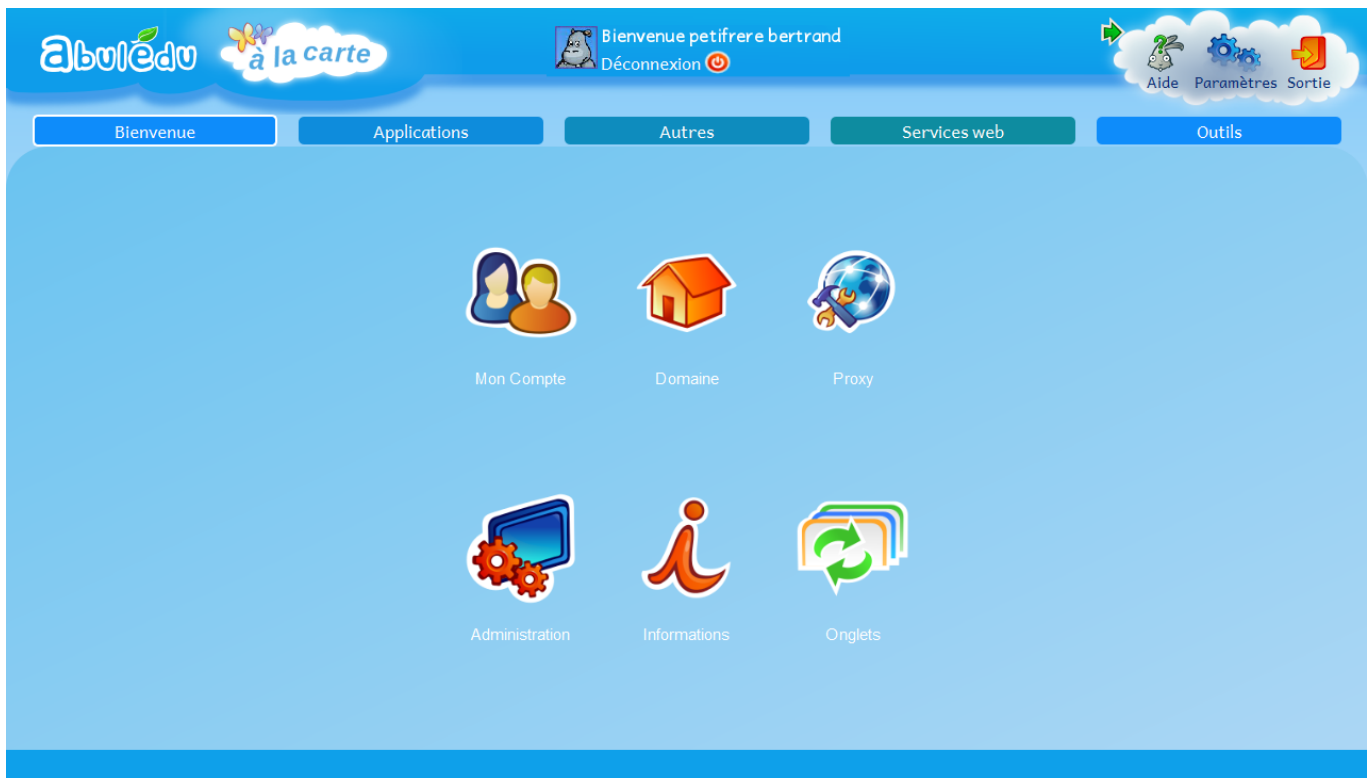 abulédu
à la carte
Bienvenue petifrere bertrand
Déconnexion
Aide Paramètres Sortie
Bienvenue Applications Autres Services web Outils
Mon Compte Domaine Proxy
Administration Informations Onglets